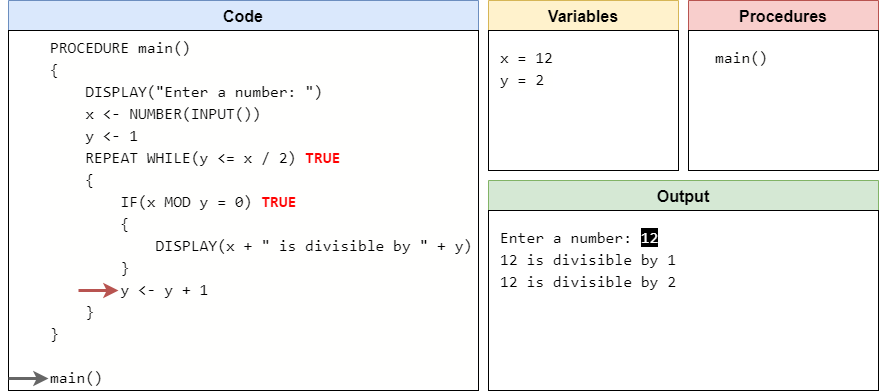 Code
PROCEDURE main()
{
DISPLAY("Enter a number: ")
x <- NUMBER(INPUT())
y <- 1
REPEAT WHILE(y <= x / 2) TRUE
{
IF(x MOD y = 0) TRUE
{
DISPLAY(x + " is divisible by " + y)
}
y <- y + 1
}
}
main()
Variables
x = 12
y = 2
Procedures
main()
Output
Enter a number: 12
12 is divisible by 1
12 is divisible by 2